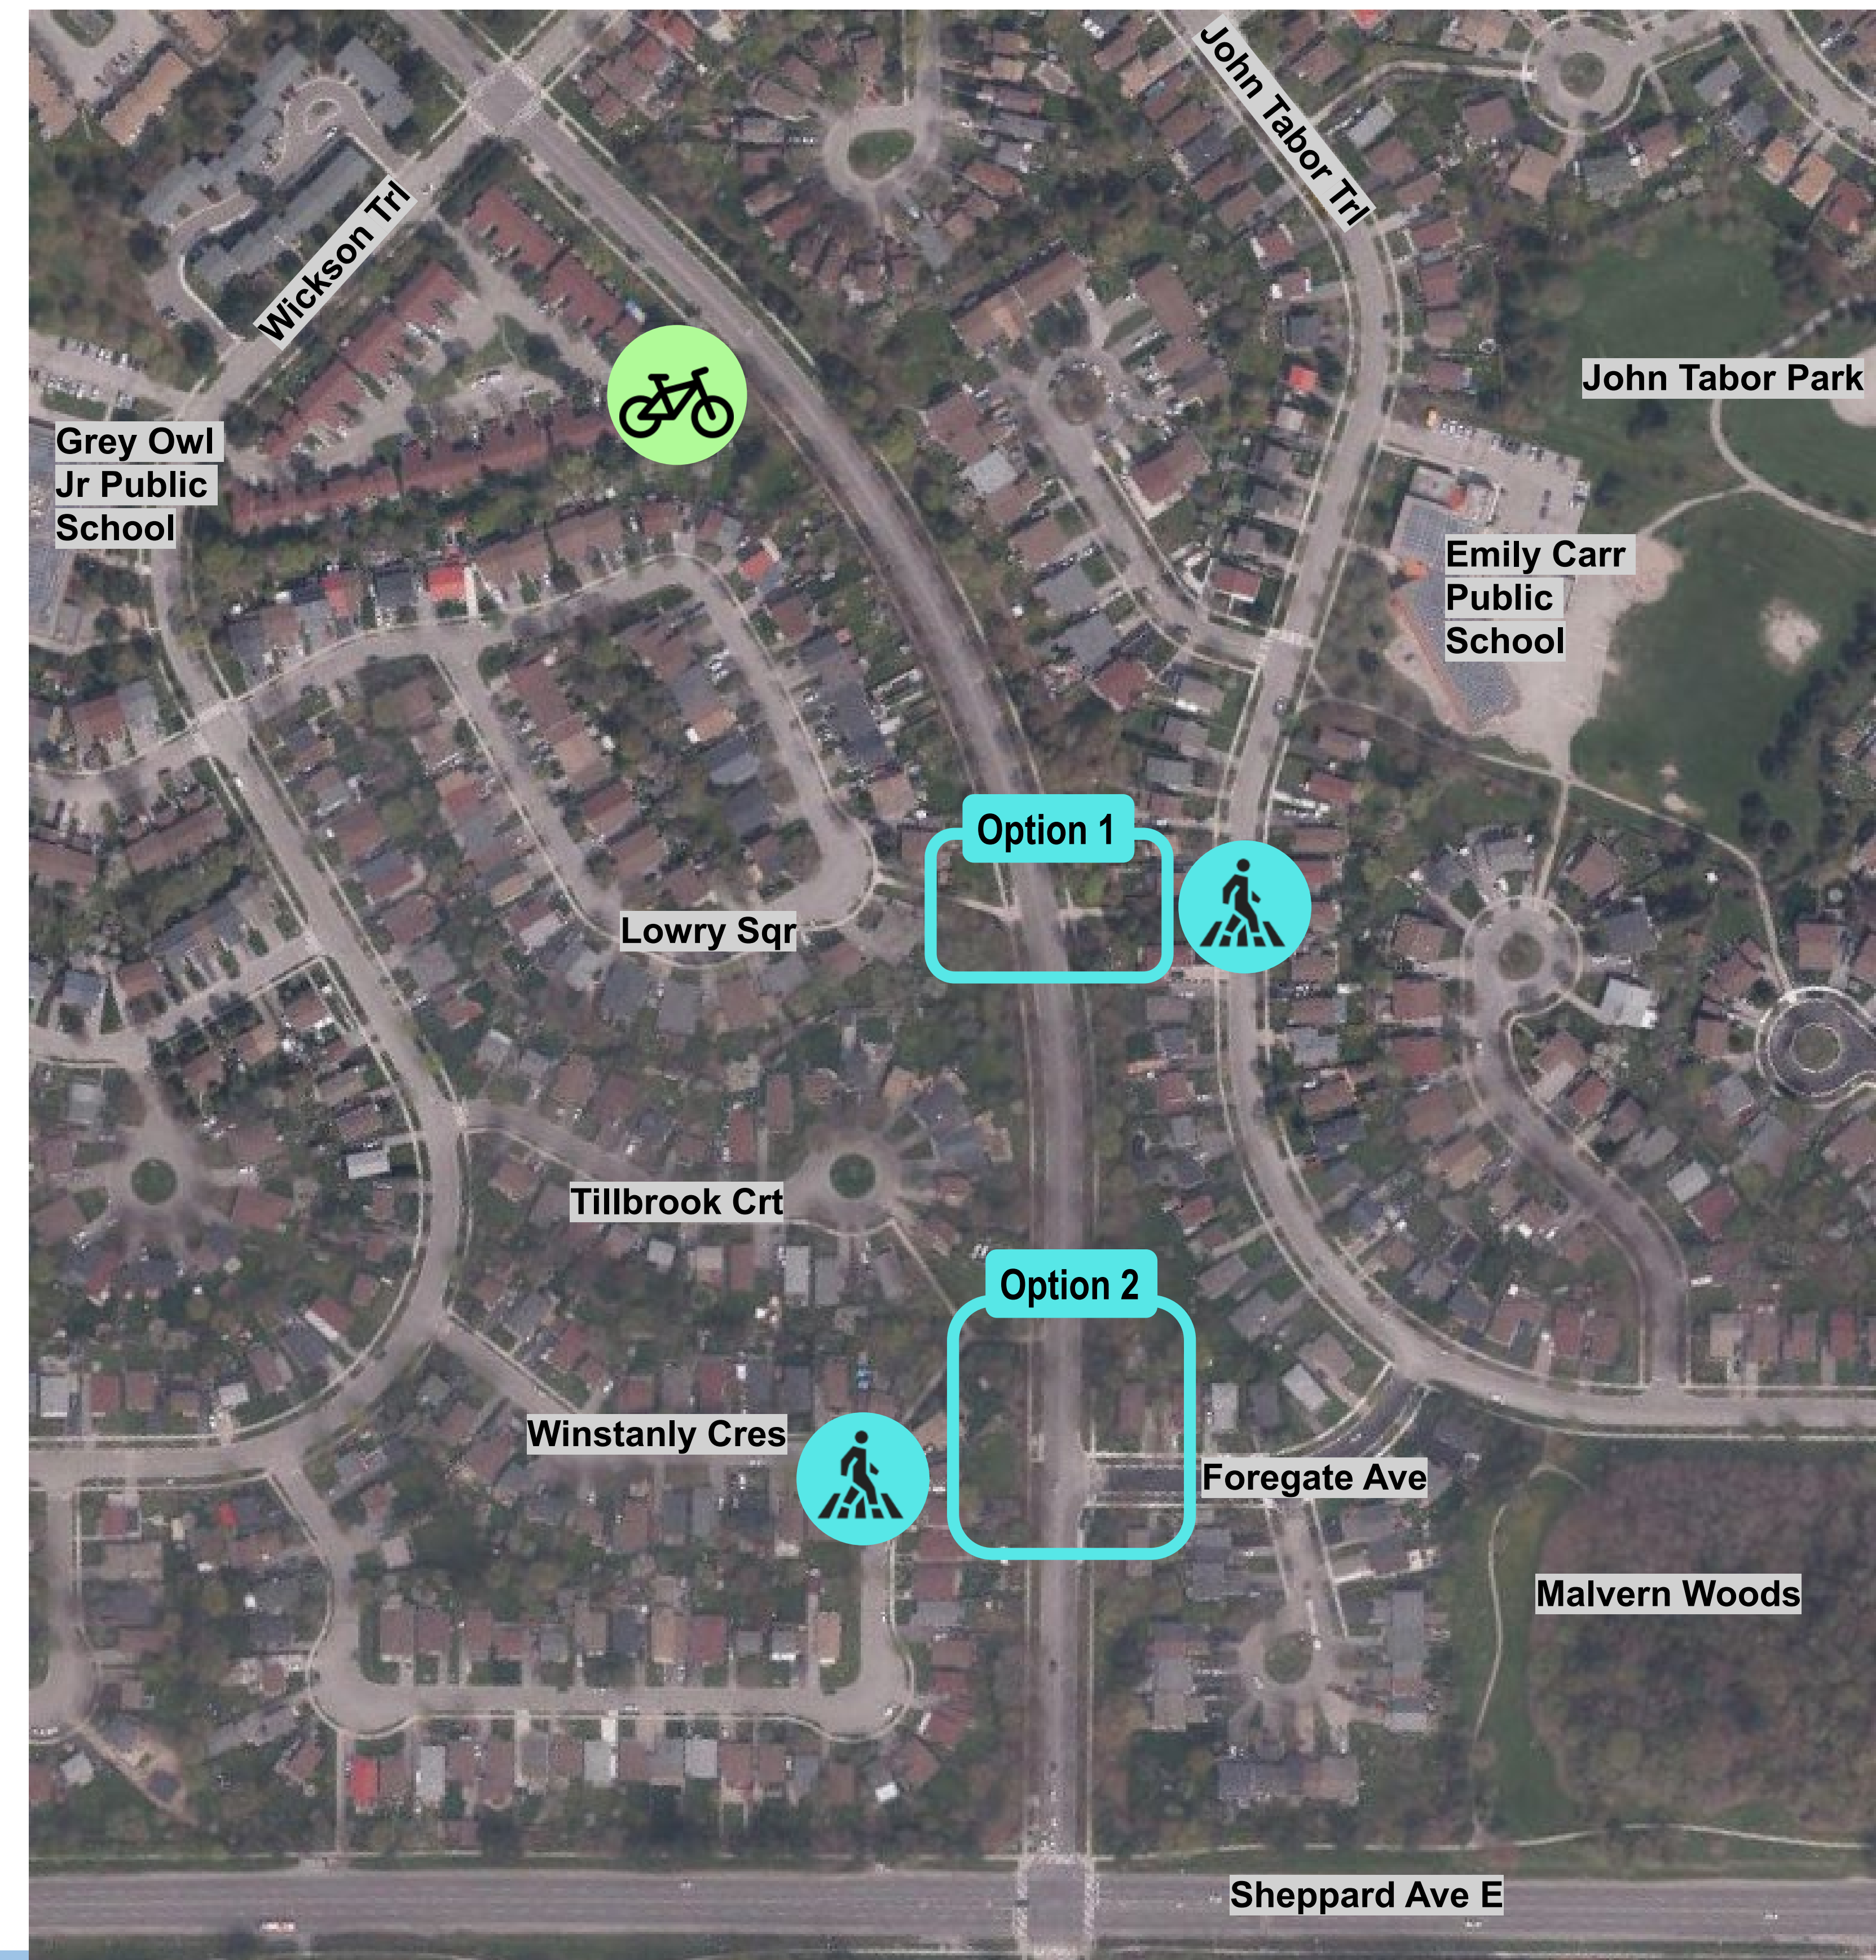 John Tabor Trl
Wickson Trl
John Tabor Park
Grey Owl
Jr Public
School
Emily Carr
Public
School
Option 1
Lowry Sqr
Tillbrook Crt
Option 2
Winstanly Cres
Foregate Ave
Malvern Woods
Sheppard Ave E